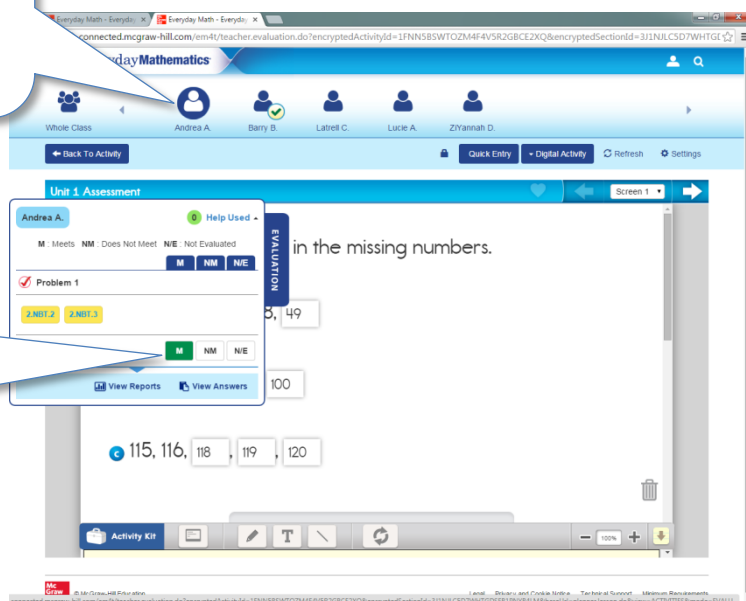 Everyday Math - Everyday
Everyday Math - Everyday
connected.mcgraw-hill.com/em4t/teacher.evaluation.do?encryptedActivityId=1FNN5BSWTOZM4F4V5R2GBCE2XQ&encryptedSectionId=3J1NJLC5D7WHTGI
ydayMathematics
Whole Class
Andrea A.
Barry B.
Latrell C.
Lucie A.
ZiYannah D.
Back To Activity
Quick Entry
Digital Activity
Refresh
Settings
Unit 1 Assessment
Screen 1
Andrea A.
0 Help Used
M : Meets NM : Does Not Meet N/E : Not Evaluated
M NM N/E
EVALUATION
in the missing numbers.
Problem 1
2.NBT.2 2.NBT.3
8, 49
M NM N/E
View Reports View Answers
100
c 115, 116, 118, 119, 120
Activity Kit
T
100%
Mc
Graw
© McGraw-Hill Education
Legal Privacy and Cookie Notice Technical Support Minimum Requirements